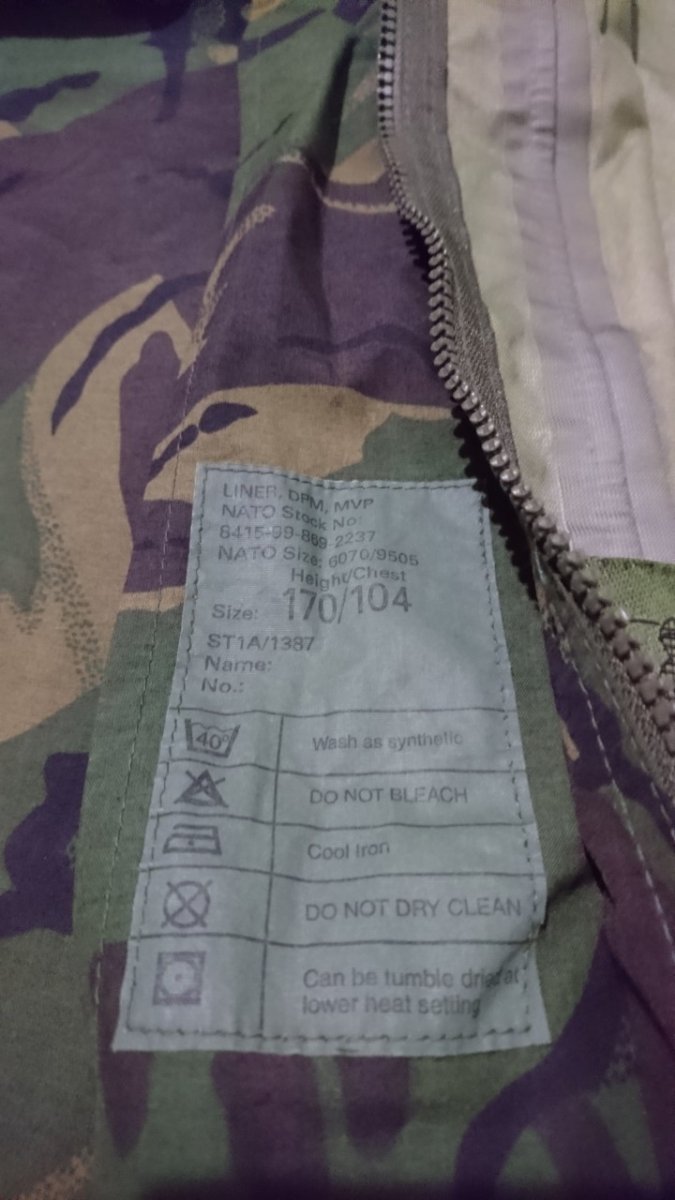 LINER, DPM, MVP
NATO Stock No:
8415-99-869-2237
NATO Size: 6070/9505
Height/Chest
Size: 170/104
ST1A/1387
Name:
No.:
40° Wash as synthetic
DO NOT BLEACH
Cool Iron
DO NOT DRY CLEAN
Can be tumble dried at
lower heat setting